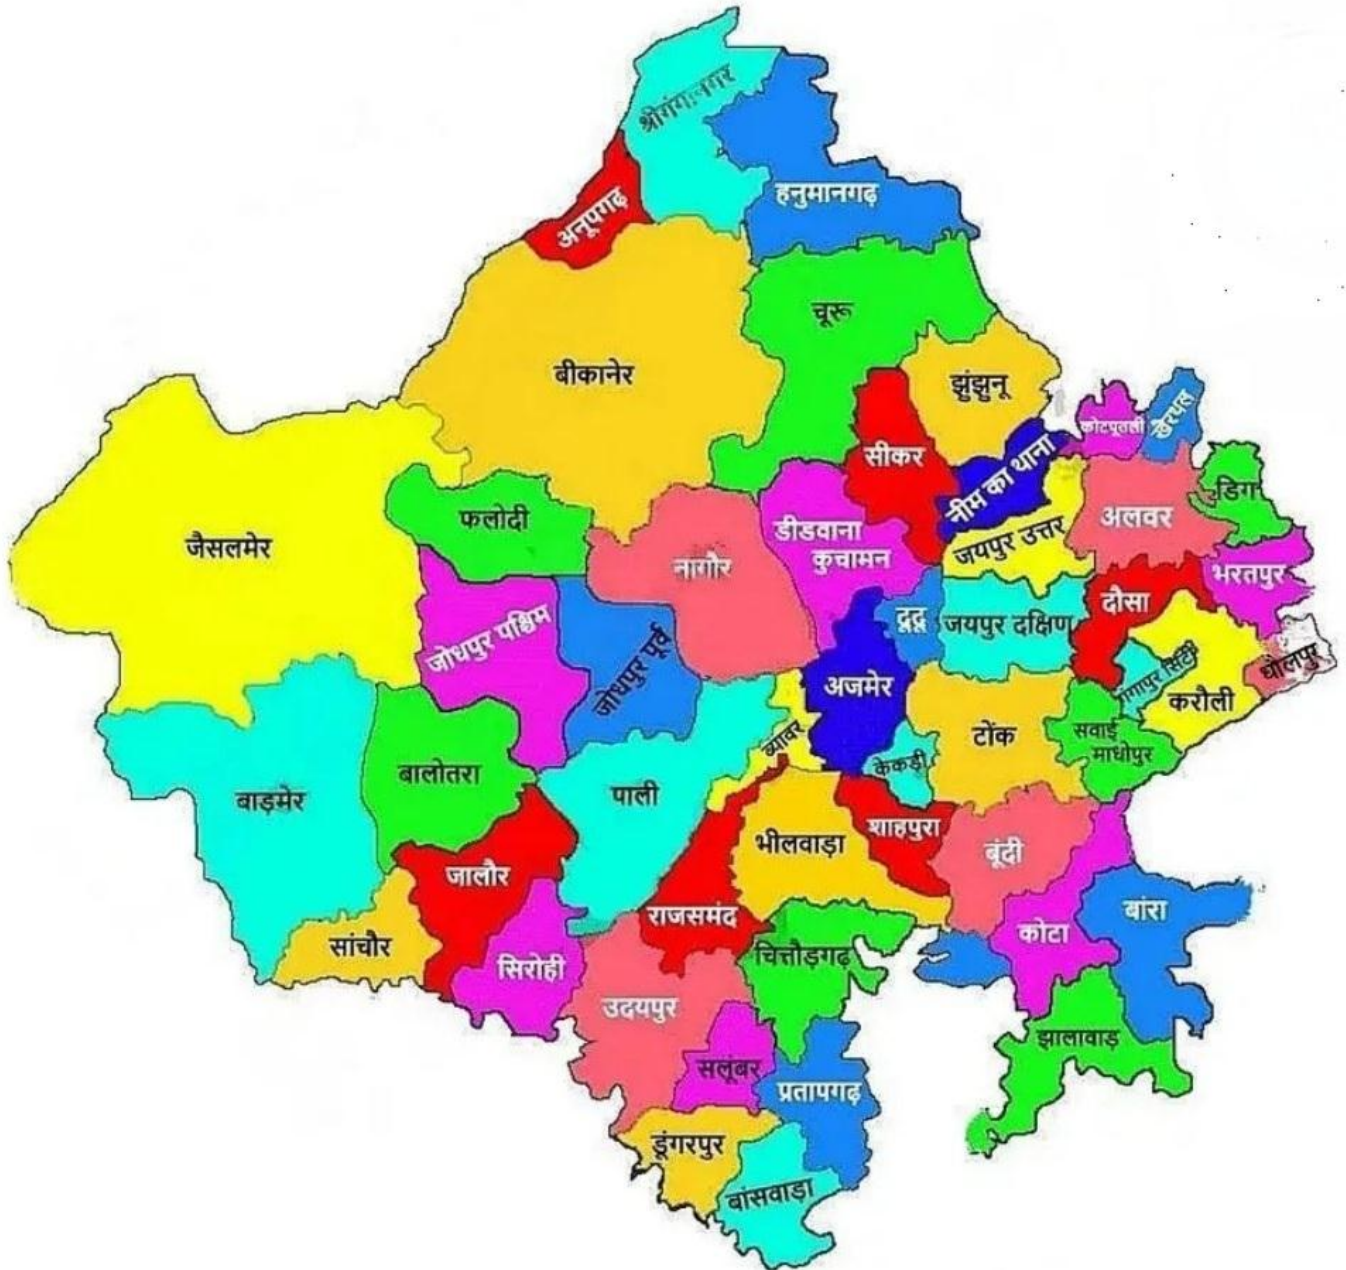 श्रीगंगानगर
हनुमानगढ़
अनूपगढ़
चूरू
बीकानेर
झुंझुनू
कोटपूतली
खैरथल
सीकर
नीम का थाना
डिग
फलोदी
जैसलमेर
नागौर
डीडवाना
कुचामन
जयपुर उत्तर
अलवर
भरतपुर
जोधपुर पश्चिम
जोधपुर पूर्व
दूदू
जयपुर दक्षिण
दौसा
धौलपुर
गंगापुर सिटी
करौली
अजमेर
ब्यावर
केकड़ी
टोंक
सवाई
माधोपुर
बाड़मेर
बालोतरा
पाली
भीलवाड़ा
शाहपुरा
बूंदी
जालौर
राजसमंद
कोटा
बांरा
सांचौर
सिरोही
चित्तौड़गढ़
उदयपुर
झालावाड़
सलूंबर
प्रतापगढ़
डूंगरपुर
बांसवाड़ा